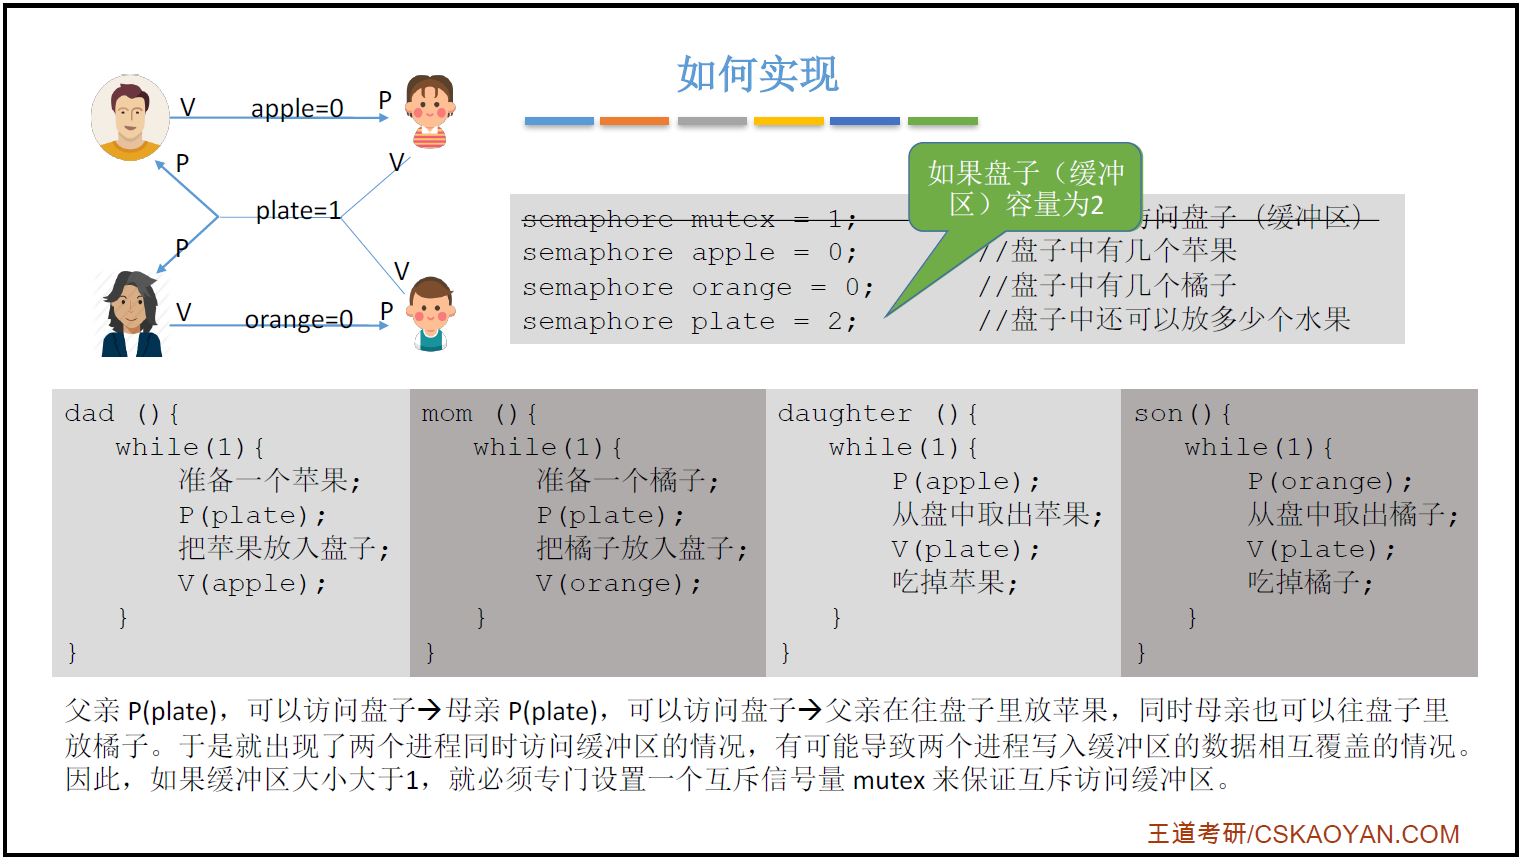 如何实现
V
apple=0
P
P
V
plate=1
P
V
V
orange=0
P
如果盘子（缓冲
区）容量为2
semaphore mutex = 1; 访问盘子（缓冲区）
semaphore apple = 0; //盘子中有几个苹果
semaphore orange = 0; //盘子中有几个橘子
semaphore plate = 2; //盘子中还可以放多少个水果
dad (){
while(1){
准备一个苹果;
P(plate);
把苹果放入盘子;
V(apple);
}
}
mom (){
while(1){
准备一个橘子;
P(plate);
把橘子放入盘子;
V(orange);
}
}
daughter (){
while(1){
P(apple);
从盘中取出苹果;
V(plate);
吃掉苹果;
}
}
son(){
while(1){
P(orange);
从盘中取出橘子;
V(plate);
吃掉橘子;
}
}
父亲 P(plate)，可以访问盘子→母亲 P(plate)，可以访问盘子→父亲在往盘子里放苹果，同时母亲也可以往盘子里
放橘子。于是就出现了两个进程同时访问缓冲区的情况，有可能导致两个进程写入缓冲区的数据相互覆盖的情况。
因此，如果缓冲区大小大于1，就必须专门设置一个互斥信号量 mutex 来保证互斥访问缓冲区。
王道考研/CSKAOYAN.COM